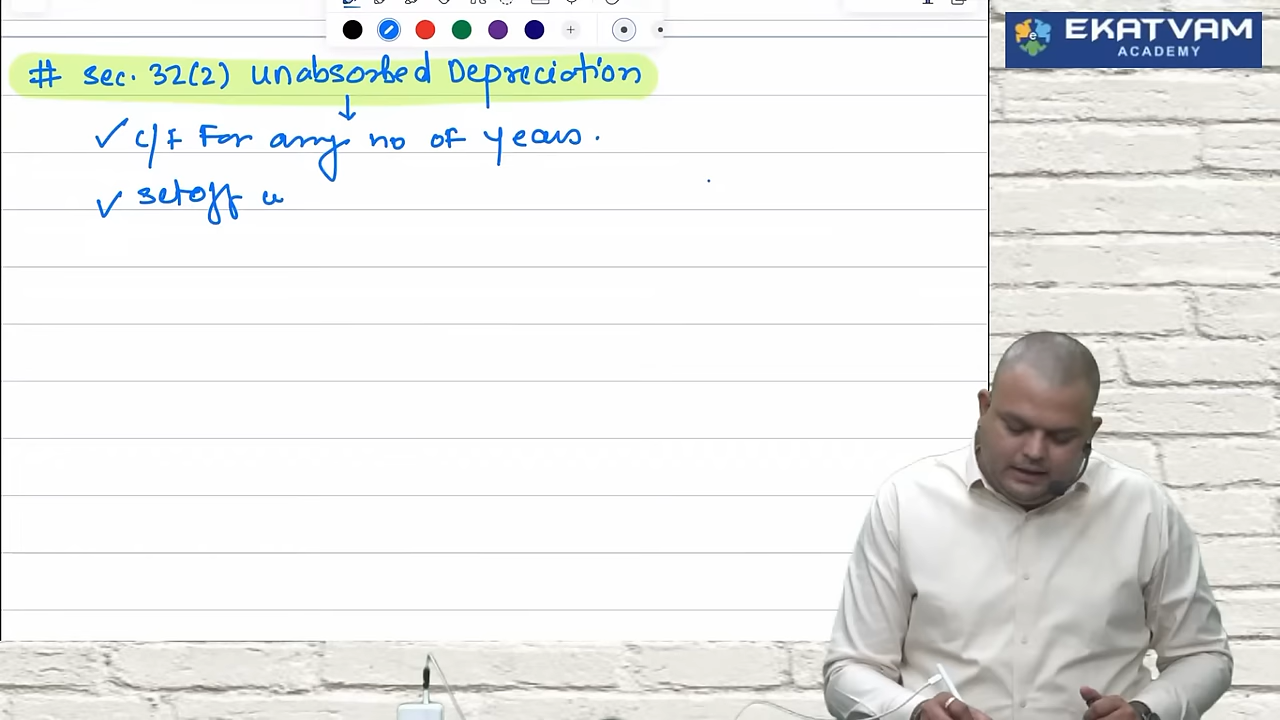 EKATVAM
ACADEMY
# Sec. 32(2) Unabsorbed Depreciation
↓
✓ C/F For any no of years.
✓ Setoff